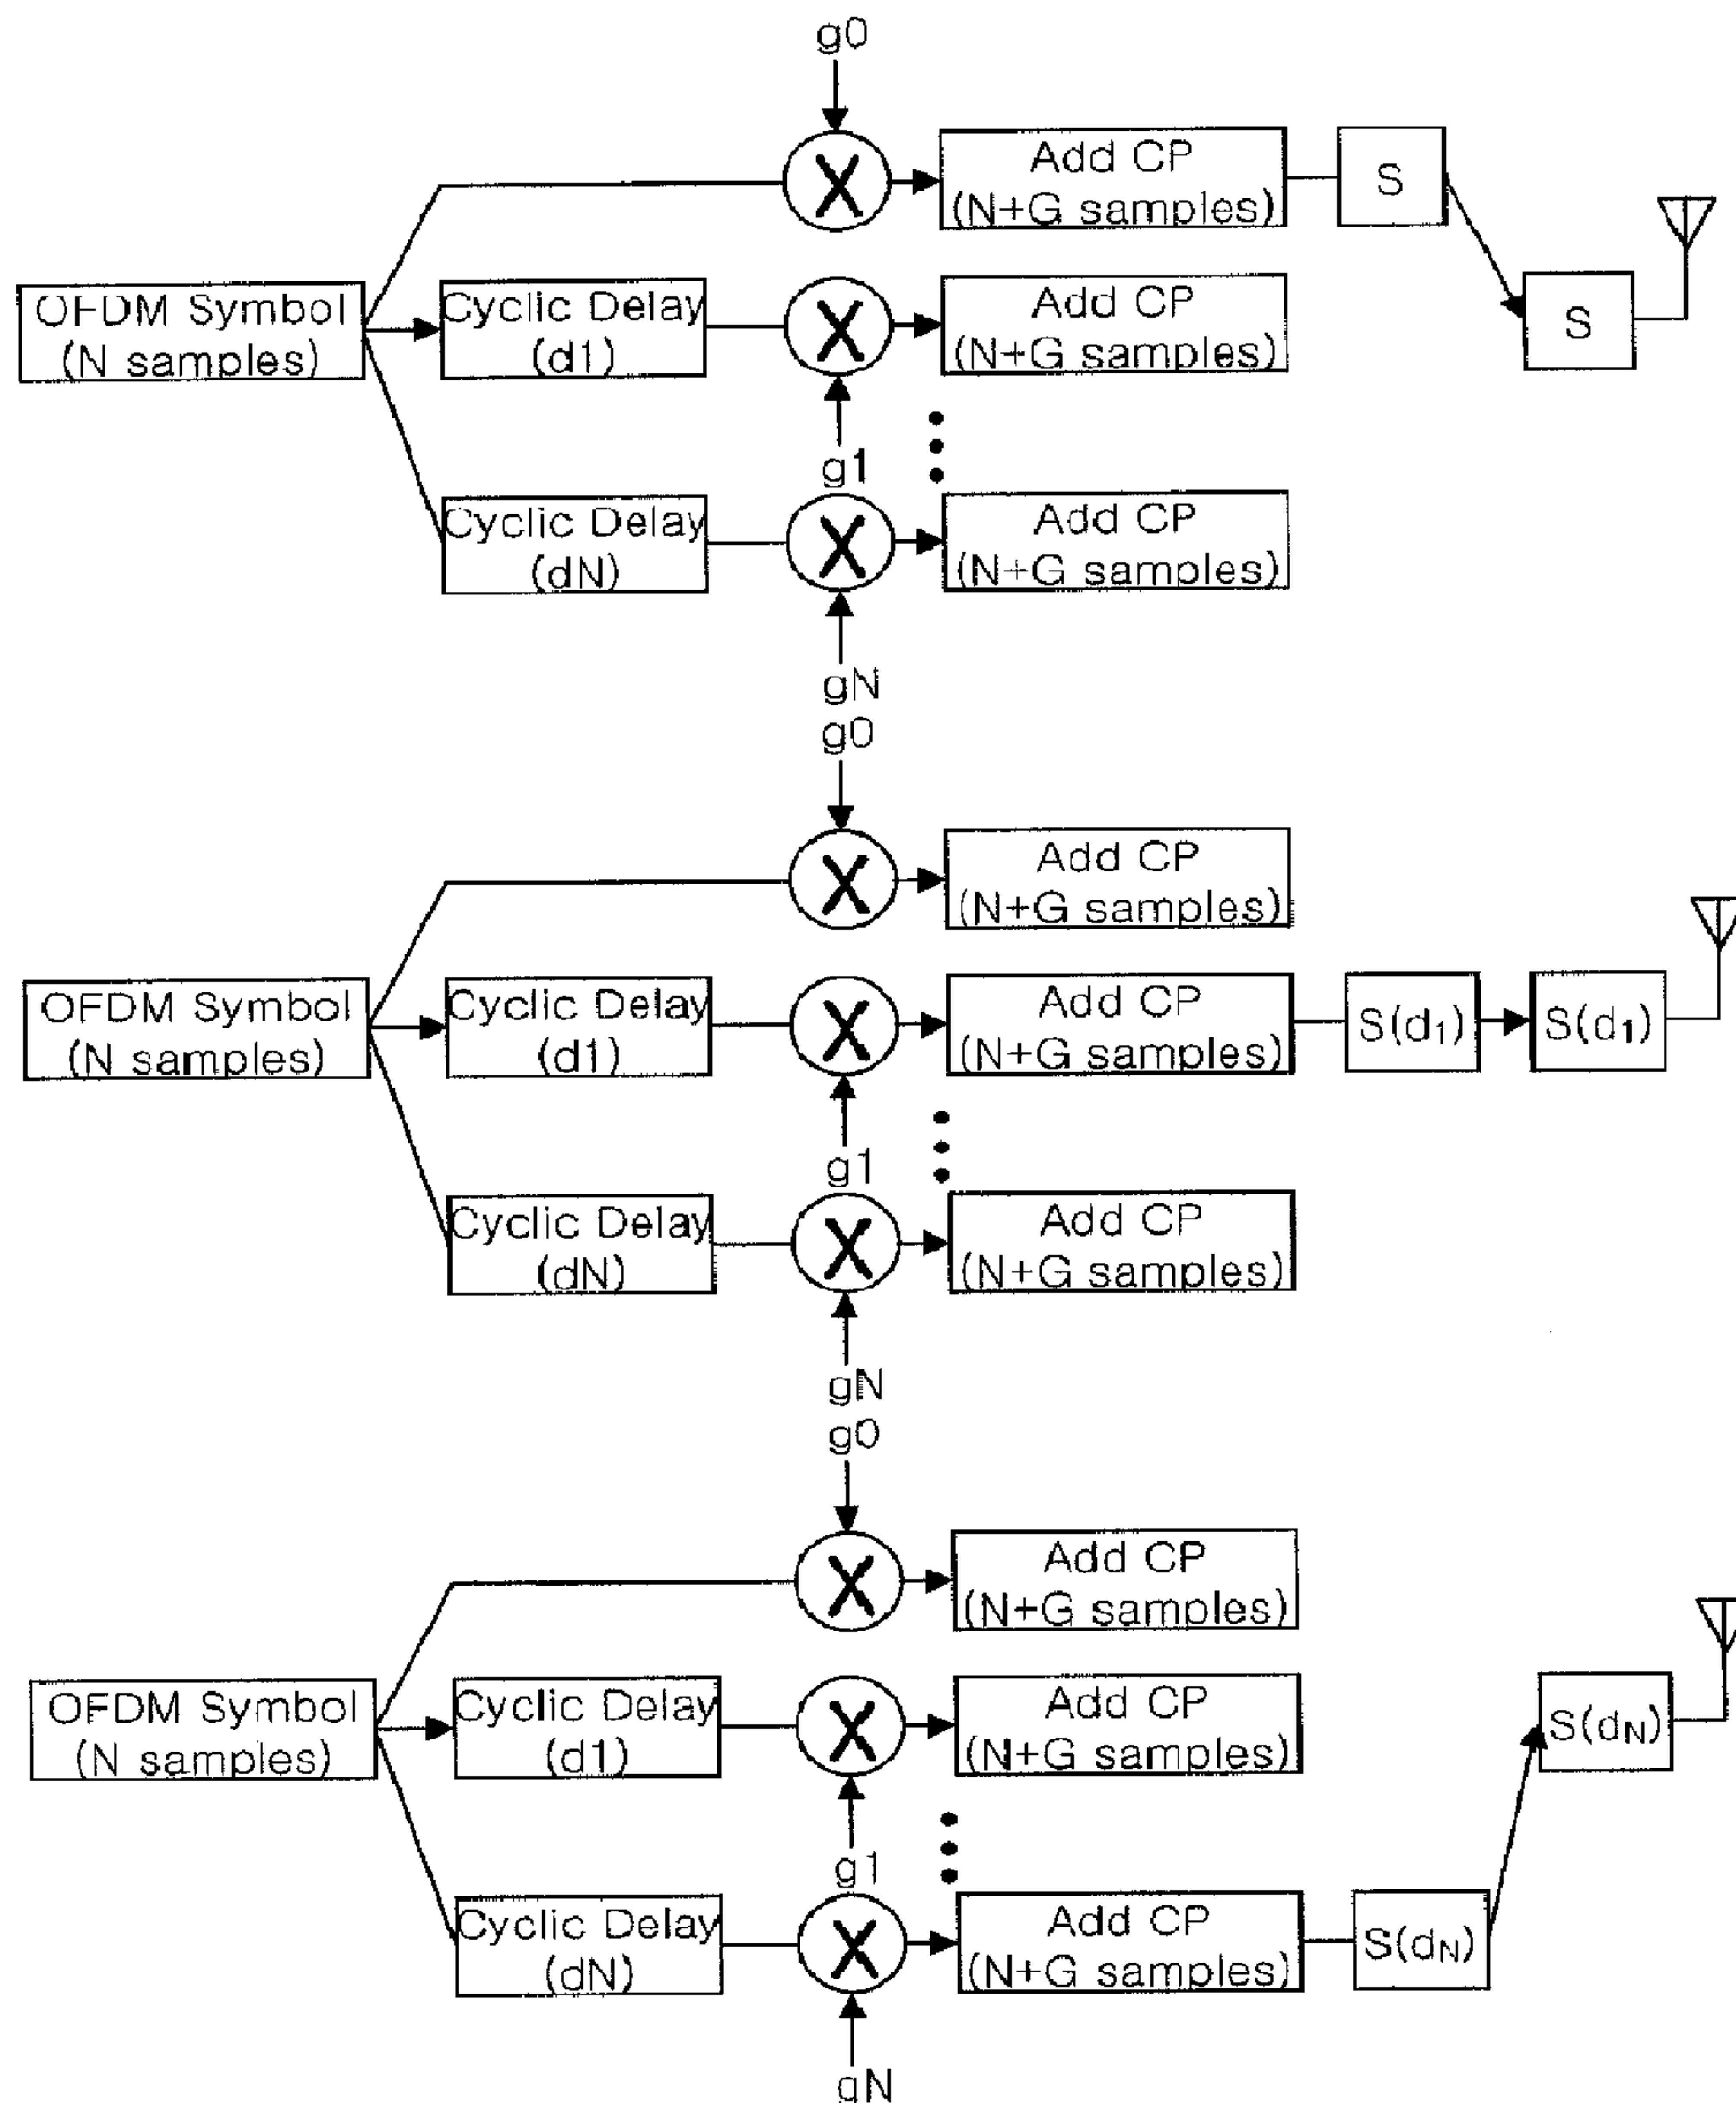 g0
Add CP
(N+G samples)
S
OFDM Symbol
(N samples)
Cyclic Delay
(d1)
Add CP
(N+G samples)
S
g1
Cyclic Delay
(dN)
Add CP
(N+G samples)
gN
g0
Add CP
(N+G samples)
OFDM Symbol
(N samples)
Cyclic Delay
(d1)
Add CP
(N+G samples)
S(d1)
S(d1)
g1
Cyclic Delay
(dN)
Add CP
(N+G samples)
gN
g0
Add CP
(N+G samples)
OFDM Symbol
(N samples)
Cyclic Delay
(d1)
Add CP
(N+G samples)
S(dN)
g1
Cyclic Delay
(dN)
Add CP
(N+G samples)
S(dN)
gN